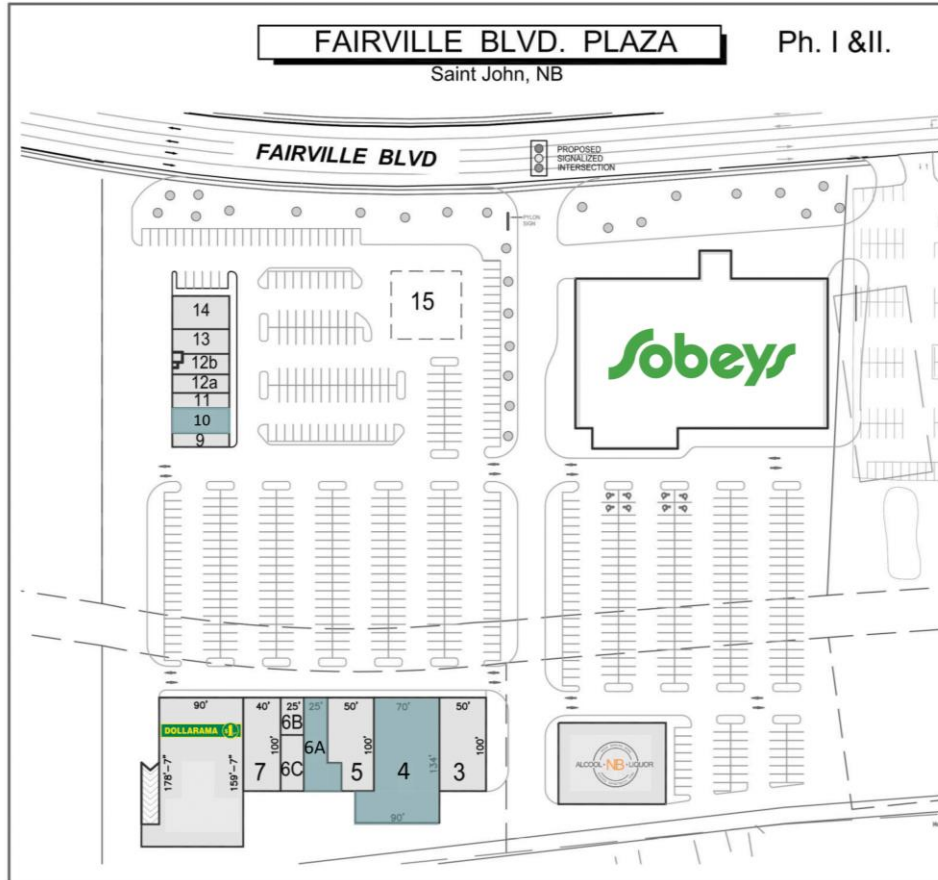 FAIRVILLE BLVD. PLAZA
Ph. I &II.
Saint John, NB
FAIRVILLE BLVD
PROPOSED
SIGNALIZED
INTERSECTION
PYLON
SIGN
14
13
12b
12a
11
10
9
15
Sobeys
90'
40'
25'
25'
50'
70'
50'
DOLLARAMA
178'-7"
159'-7"
7
100'
6B
6C
6A
5
100'
4
134'
90'
3
100'
ALCOOL NB LIQUOR